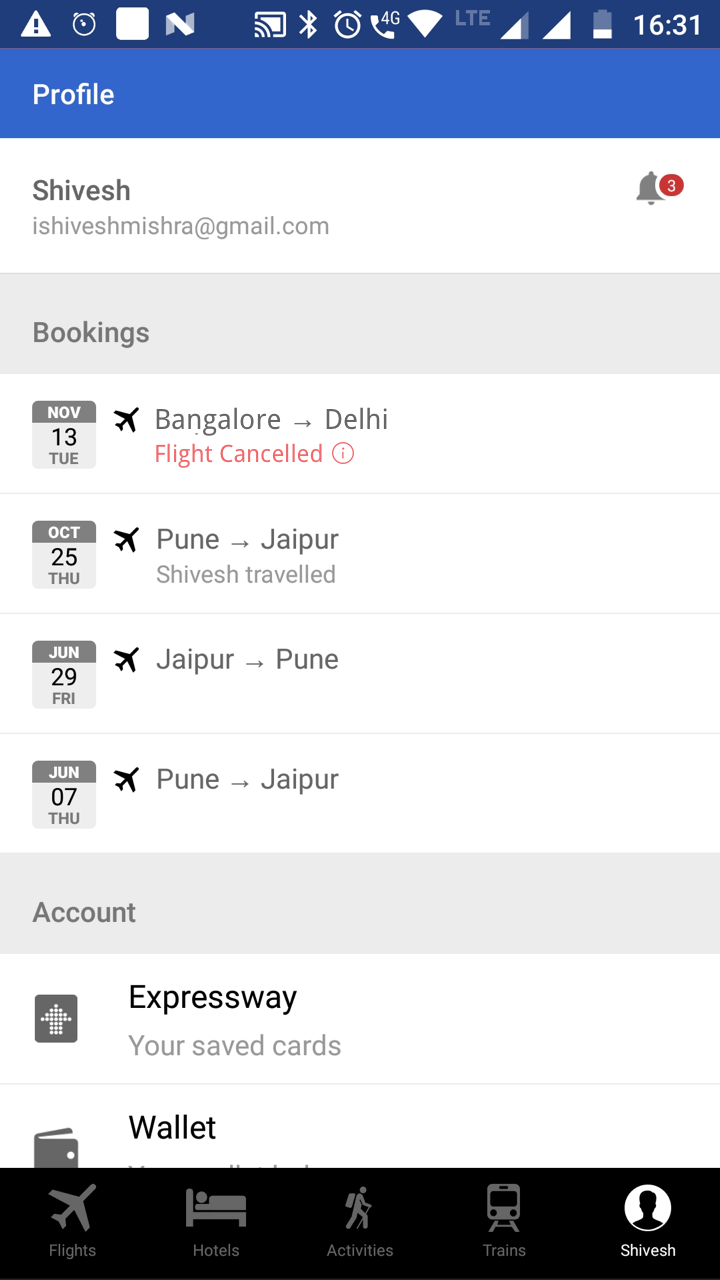 4G LTE 16:31
Profile
Shivesh
3
ishiveshmishra@gmail.com
Bookings
NOV
13
TUE
Bangalore → Delhi
Flight Cancelled
OCT
25
THU
Pune → Jaipur
Shivesh travelled
JUN
29
FRI
Jaipur → Pune
JUN
07
THU
Pune → Jaipur
Account
Expressway
Your saved cards
Wallet
Flights Hotels Activities Trains Shivesh